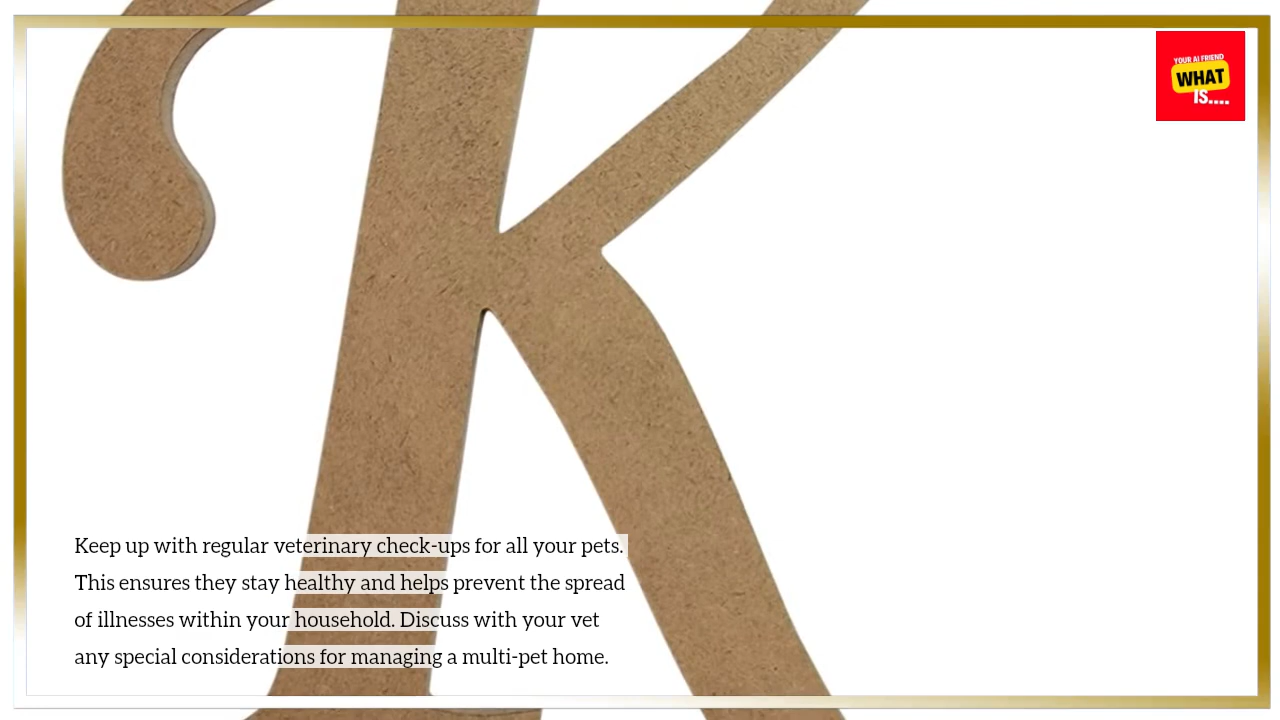 YOUR AI FRIEND
WHAT
IS....
Keep up with regular veterinary check-ups for all your pets.
This ensures they stay healthy and helps prevent the spread
of illnesses within your household. Discuss with your vet
any special considerations for managing a multi-pet home.